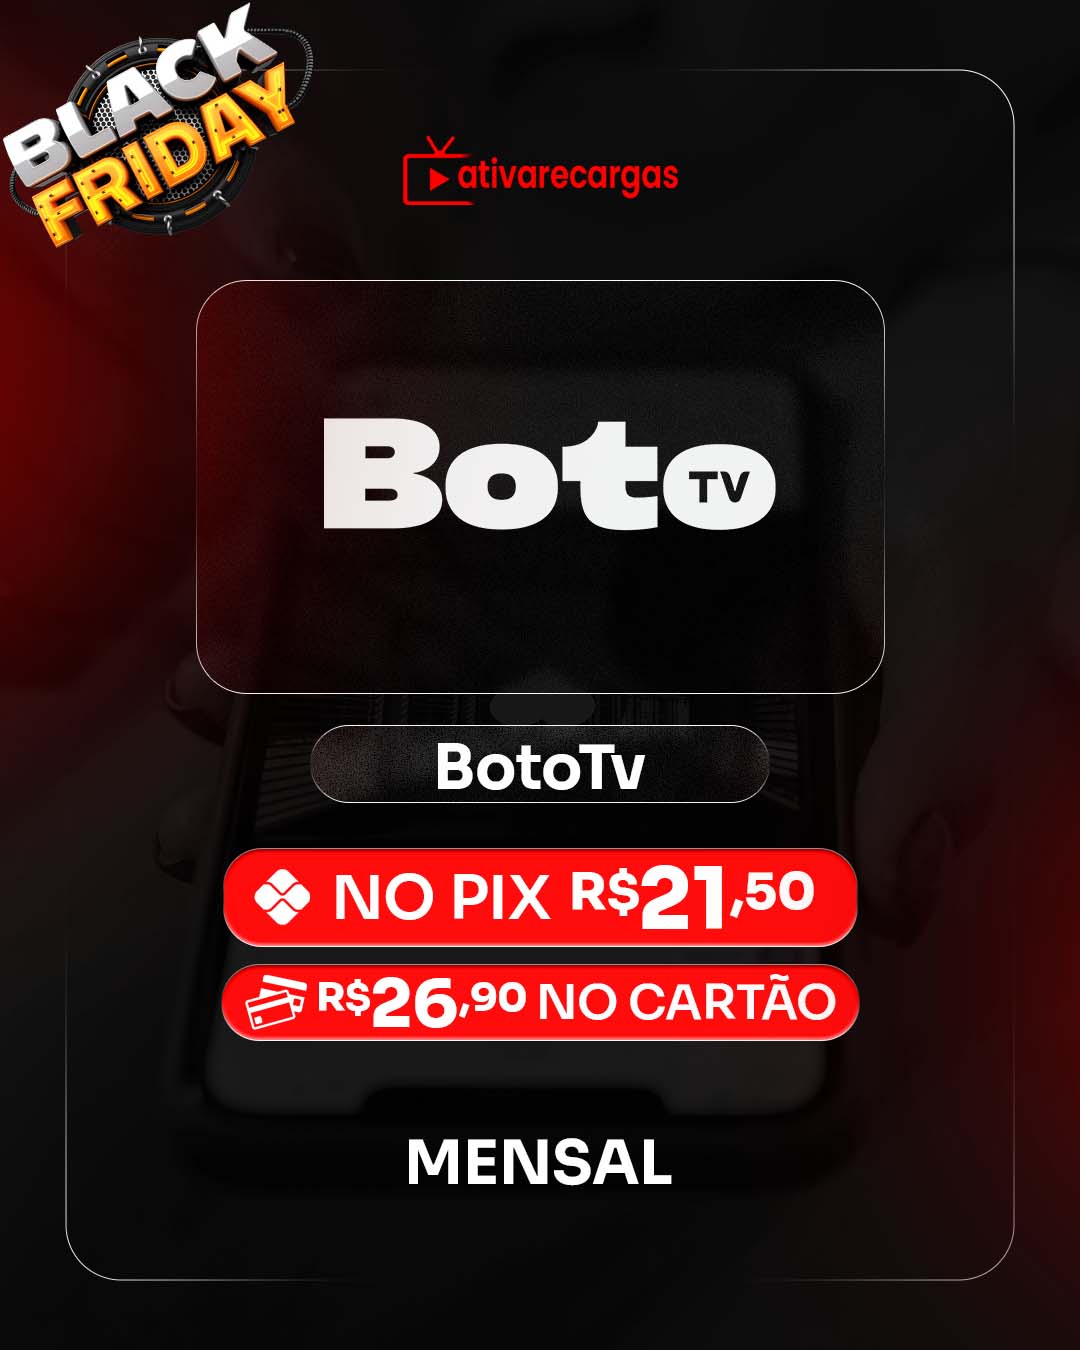 BLACK
FRIDAY
ativarecargas
Boto TV
BotoTv
NO PIX R$21,50
R$26,90 NO CARTÃO
MENSAL